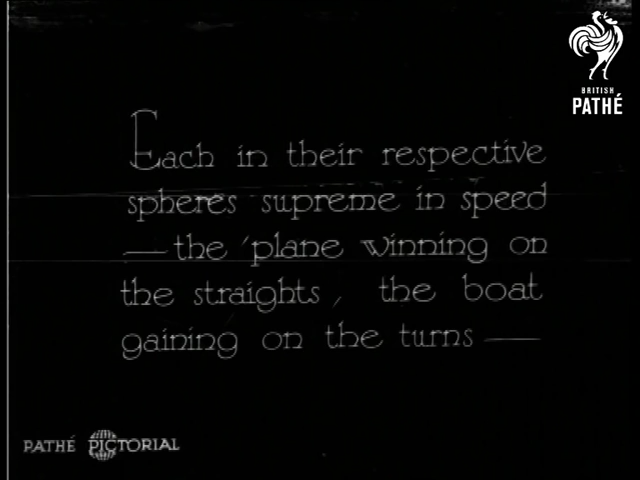 BRITISH
PATHÉ
Each in their respective
spheres supreme in speed
— the 'plane winning on
the straights, the boat
gaining on the turns —
PATHÉ PICTORIAL